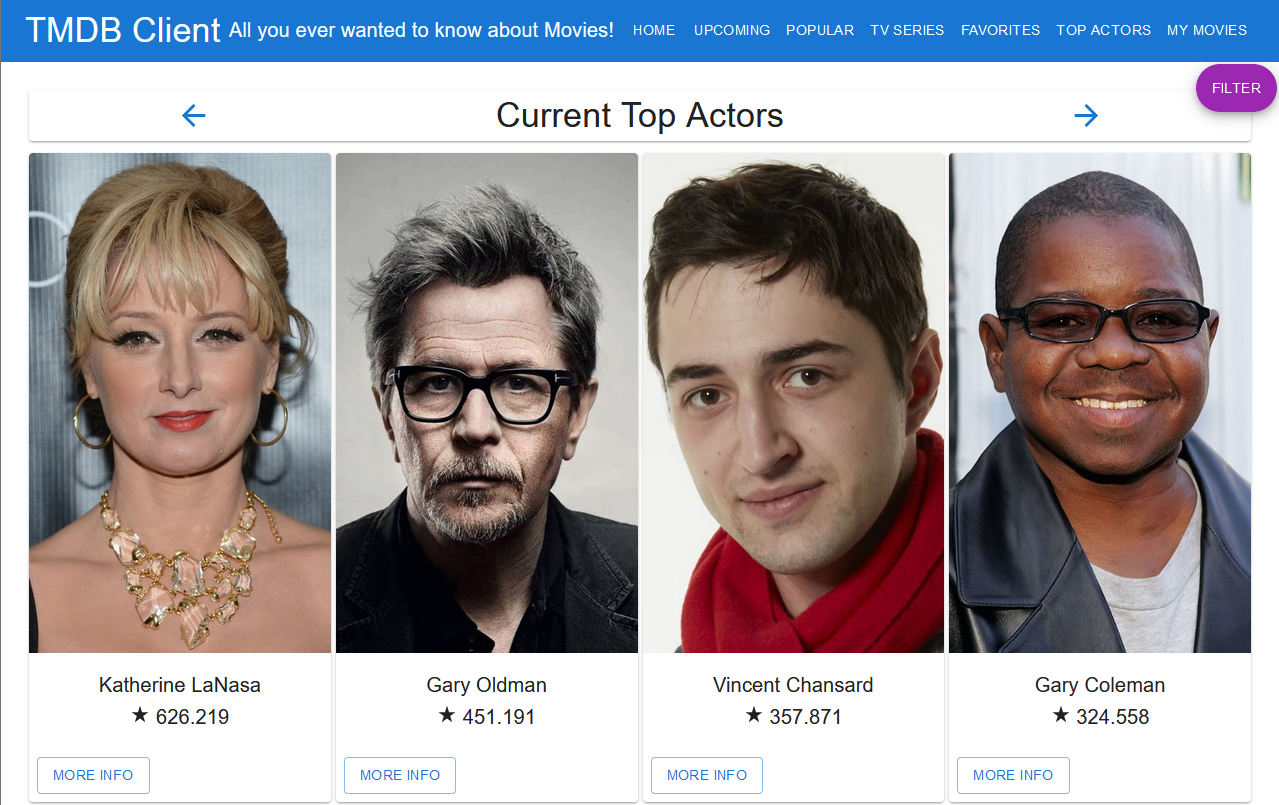 TMDB Client All you ever wanted to know about Movies! HOME UPCOMING POPULAR TV SERIES FAVORITES TOP ACTORS MY MOVIES
FILTER
Current Top Actors
Katherine LaNasa Gary Oldman Vincent Chansard Gary Coleman
★ 626.219 ★ 451.191 ★ 357.871 ★ 324.558
MORE INFO MORE INFO MORE INFO MORE INFO